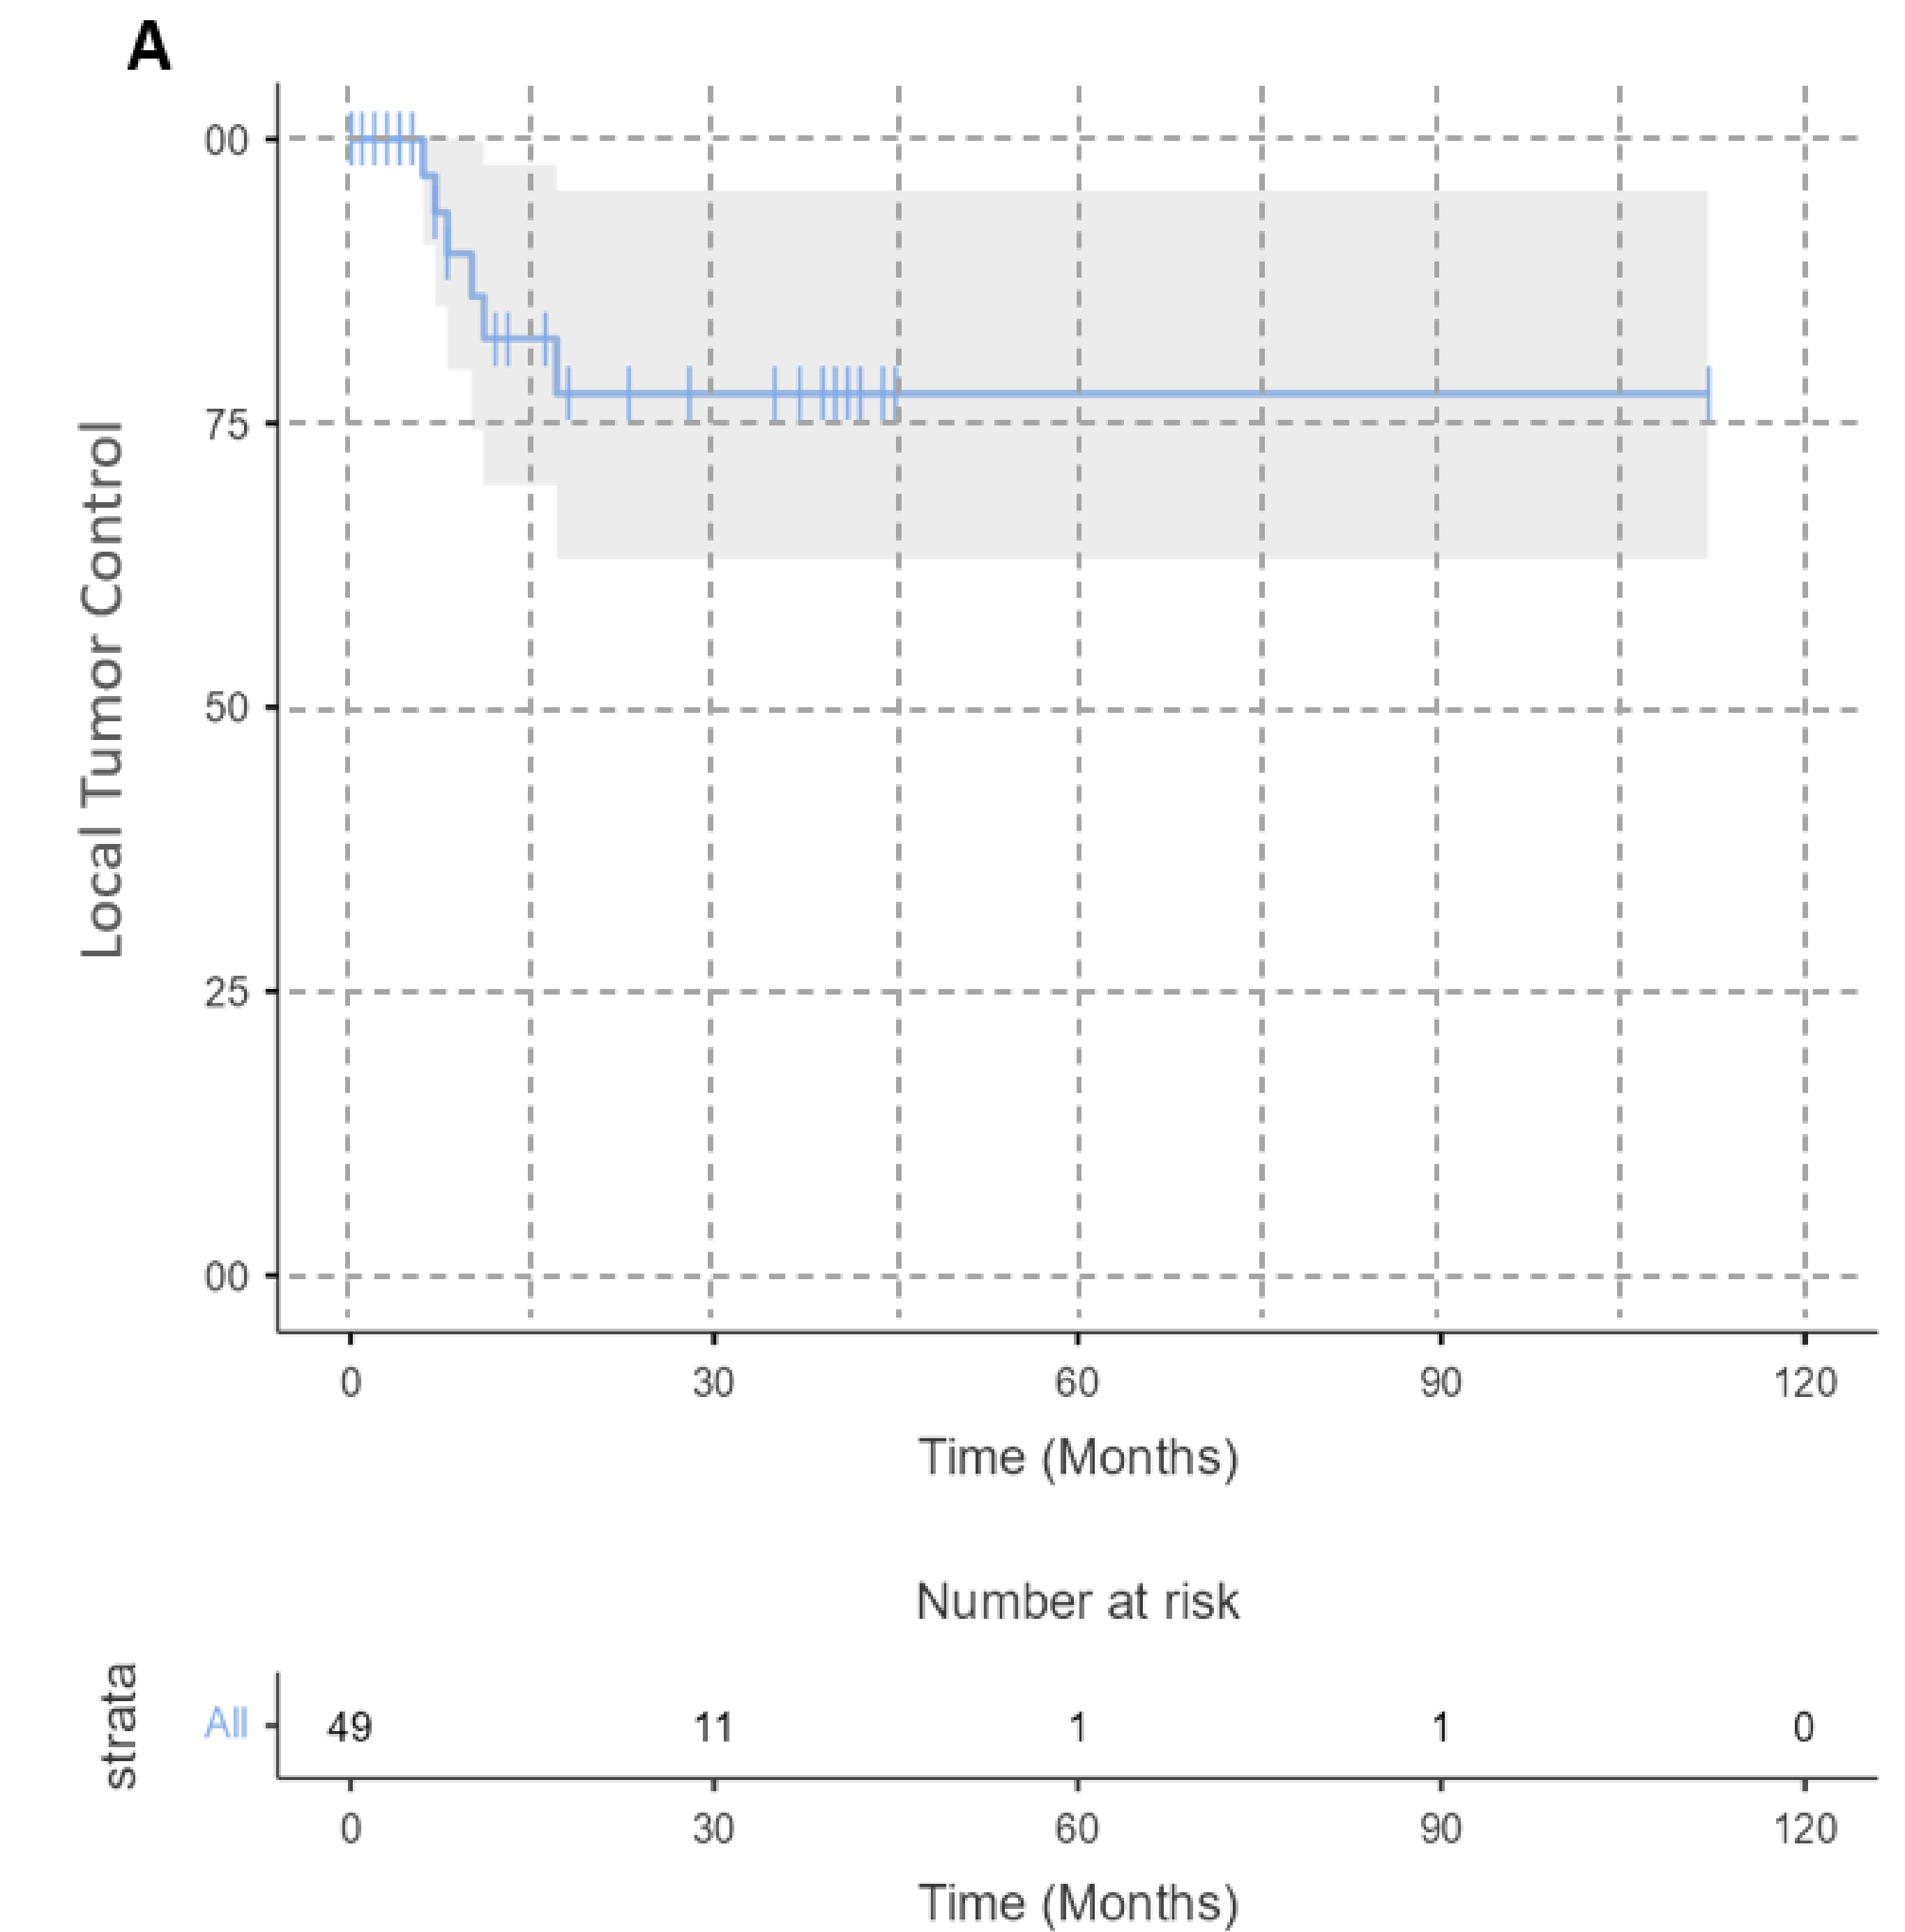 A
Local Tumor Control
00
75
50
25
00
0 30 60 90 120
Time (Months)
Number at risk
strata
All 49 11 1 1 0
0 30 60 90 120
Time (Months)